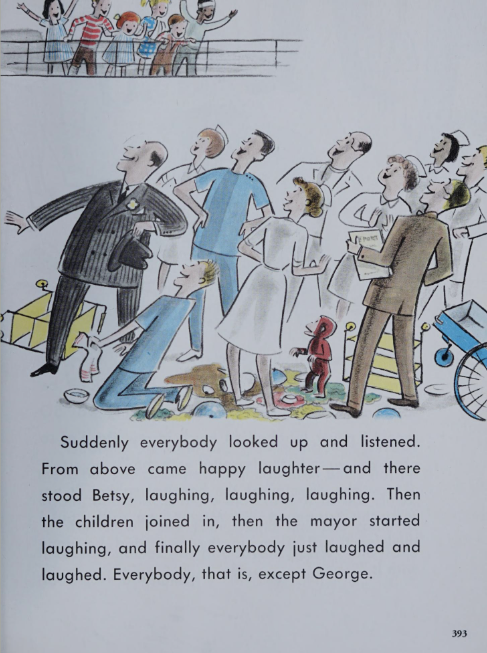 Suddenly everybody looked up and listened.
From above came happy laughter—and there
stood Betsy, laughing, laughing, laughing. Then
the children joined in, then the mayor started
laughing, and finally everybody just laughed and
laughed. Everybody, that is, except George.
393